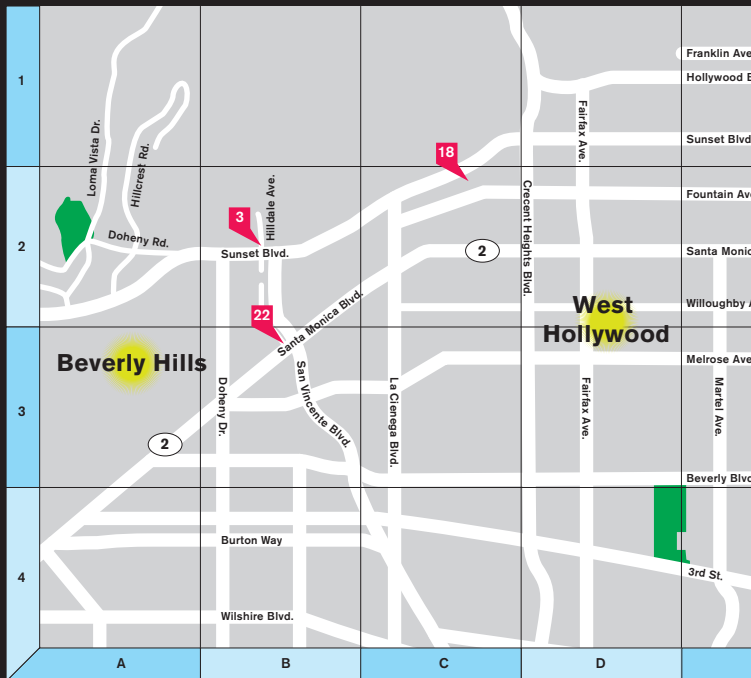 1
Franklin Ave
Hollywood B
Fairfax Ave.
Sunset Blvd
18
Loma Vista Dr.
Hillcrest Rd.
Hilldale Ave.
Crecent Heights Blvd.
Fountain Ave
3
2
Doheny Rd.
Sunset Blvd.
2
Santa Monic
Willoughby A
22
Santa Monica Blvd.
West
Hollywood
Beverly Hills
Melrose Ave
3
Doheny Dr.
San Vincente Blvd.
La Cienega Blvd.
Fairfax Ave.
Martel Ave.
2
Beverly Blvd
Burton Way
4
3rd St.
Wilshire Blvd.
A
B
C
D